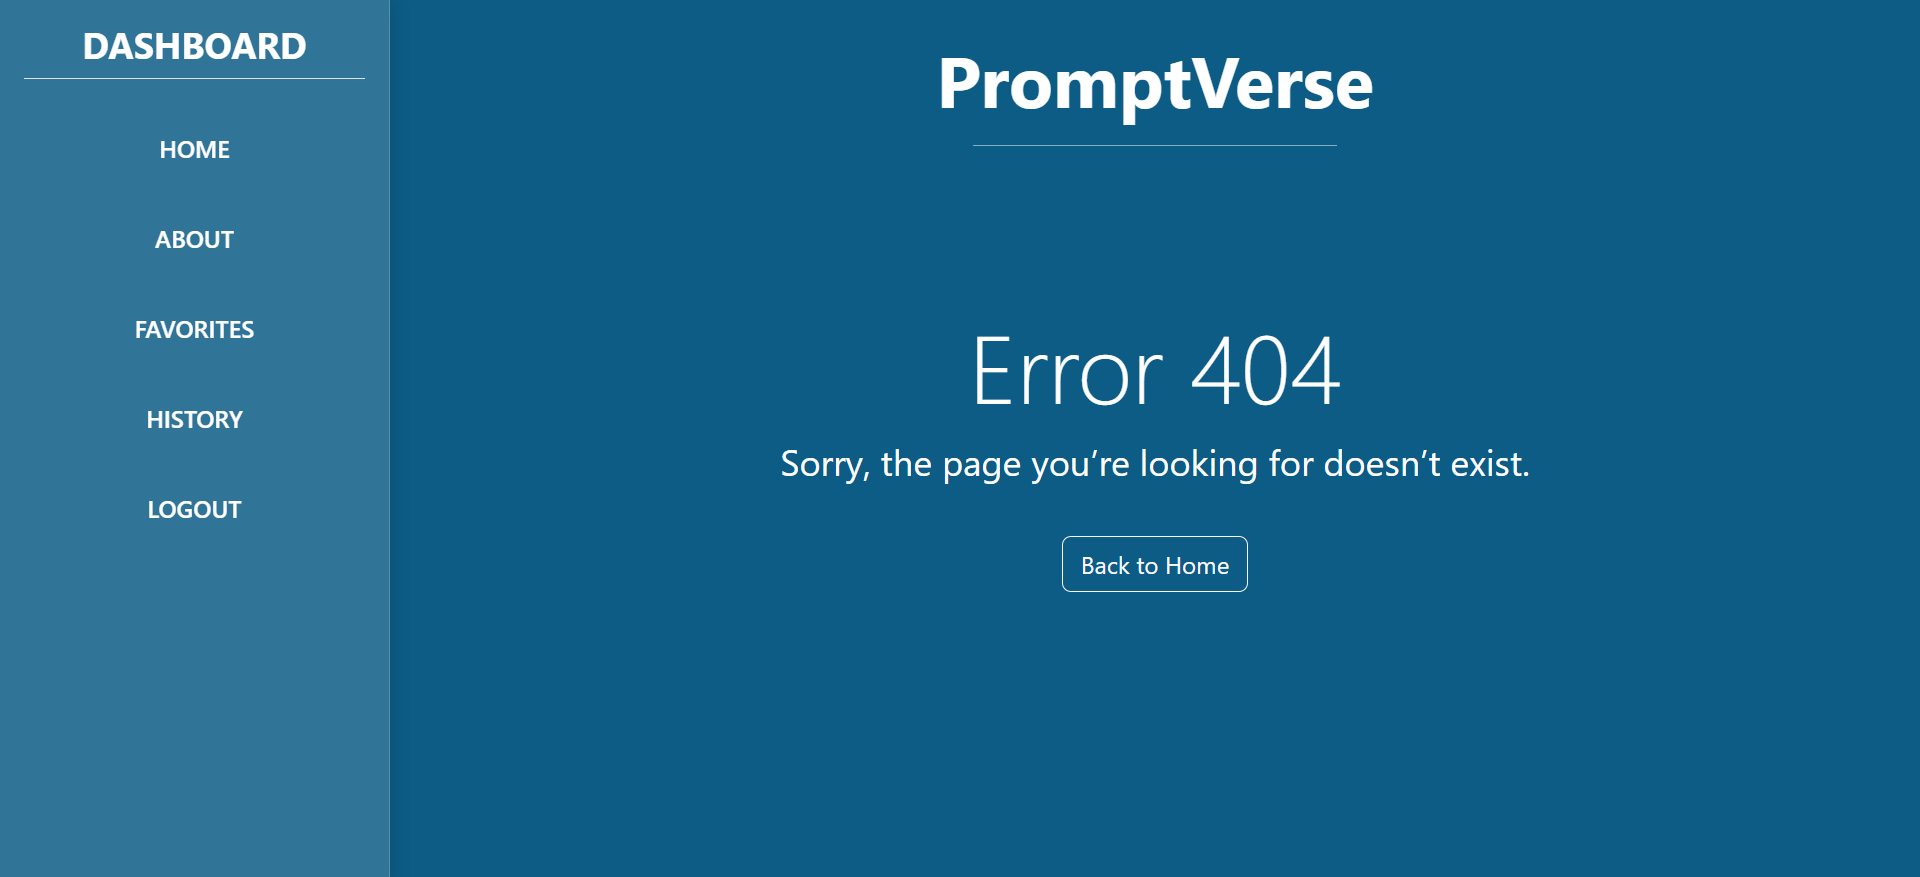 DASHBOARD
HOME
ABOUT
FAVORITES
HISTORY
LOGOUT
PromptVerse
Error 404
Sorry, the page you’re looking for doesn’t exist.
Back to Home